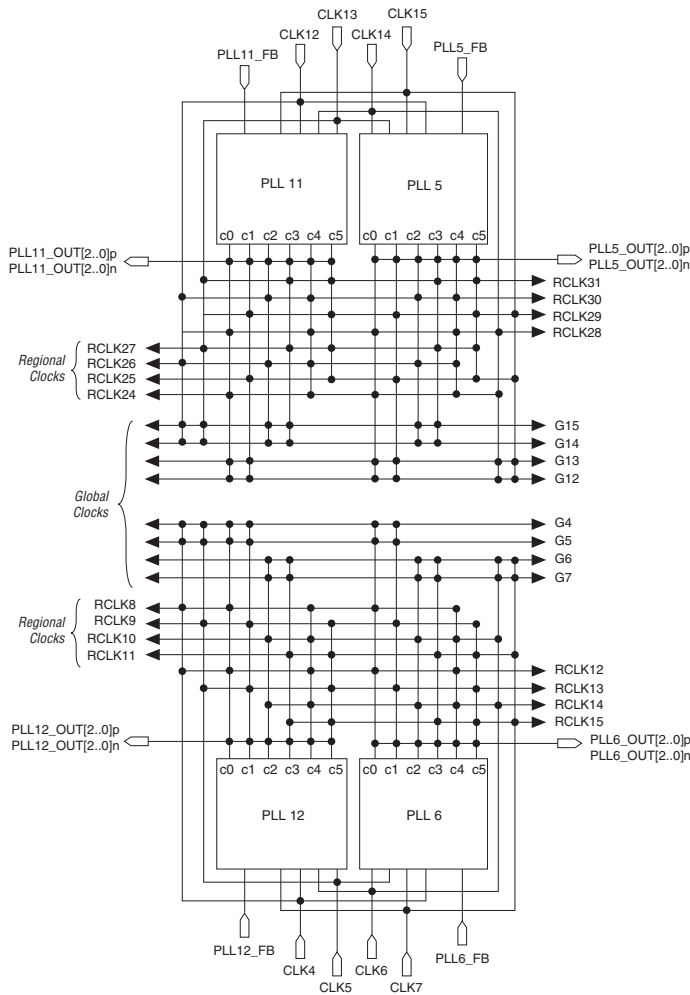 CLK13 CLK15
CLK12 CLK14
PLL11_FB PLL5_FB
PLL 11 PLL 5
c0 c1 c2 c3 c4 c5 c0 c1 c2 c3 c4 c5
PLL11_OUT[2..0]p PLL5_OUT[2..0]p
PLL11_OUT[2..0]n PLL5_OUT[2..0]n
RCLK31
RCLK30
RCLK29
RCLK28
Regional
Clocks
RCLK27
RCLK26
RCLK25
RCLK24
G15
G14
G13
G12
Global
Clocks
G4
G5
G6
G7
Regional
Clocks
RCLK8
RCLK9
RCLK10
RCLK11
RCLK12
RCLK13
RCLK14
RCLK15
PLL12_OUT[2..0]p PLL6_OUT[2..0]p
PLL12_OUT[2..0]n PLL6_OUT[2..0]n
c0 c1 c2 c3 c4 c5 c0 c1 c2 c3 c4 c5
PLL 12 PLL 6
PLL12_FB PLL6_FB
CLK4 CLK6
CLK5 CLK7